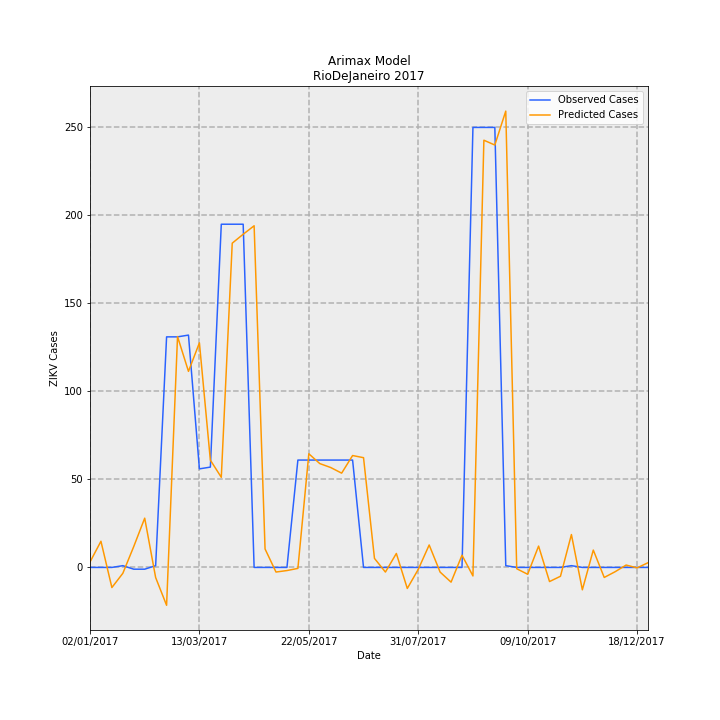 Arimax Model
RioDeJaneiro 2017
Observed Cases
Predicted Cases
250
200
150
100
50
0
ZIKV Cases
02/01/2017 13/03/2017 22/05/2017 31/07/2017 09/10/2017 18/12/2017
Date